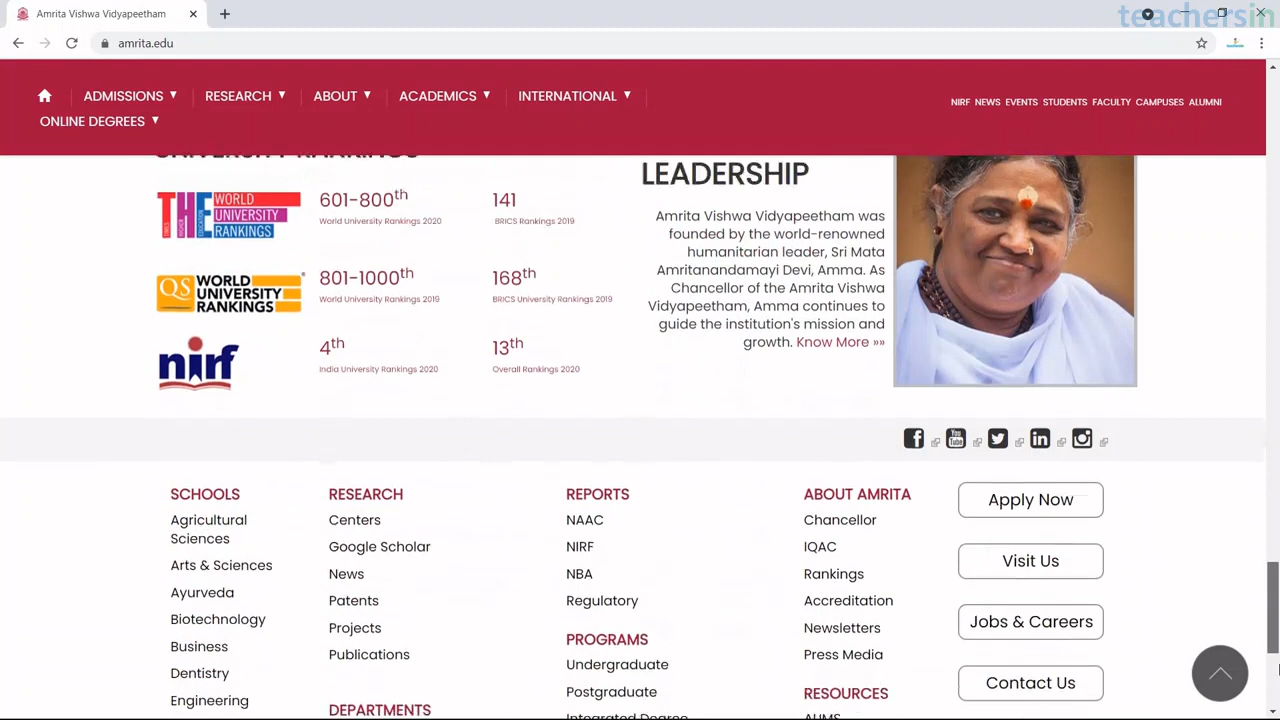 Amrita Vishwa Vidyapeetham
teachersin
amrita.edu
ADMISSIONS
RESEARCH
ABOUT
ACADEMICS
INTERNATIONAL
ONLINE DEGREES
NIRF NEWS EVENTS STUDENTS FACULTY CAMPUSES ALUMNI
UNIVERSITY RANKINGS
THE WORLD UNIVERSITY RANKINGS
601-800th
World University Rankings 2020
141
BRICS Rankings 2019
QS WORLD UNIVERSITY RANKINGS
801-1000th
World University Rankings 2019
168th
BRICS University Rankings 2019
nirf
4th
India University Rankings 2020
13th
Overall Rankings 2020
LEADERSHIP
Amrita Vishwa Vidyapeetham was
founded by the world-renowned
humanitarian leader, Sri Mata
Amritanandamayi Devi, Amma. As
Chancellor of the Amrita Vishwa
Vidyapeetham, Amma continues to
guide the institution's mission and
growth. Know More »»
SCHOOLS
Agricultural
Sciences
Arts & Sciences
Ayurveda
Biotechnology
Business
Dentistry
Engineering
RESEARCH
Centers
Google Scholar
News
Patents
Projects
Publications
DEPARTMENTS
REPORTS
NAAC
NIRF
NBA
Regulatory
PROGRAMS
Undergraduate
Postgraduate
Integrated Degree
ABOUT AMRITA
Chancellor
IQAC
Rankings
Accreditation
Newsletters
Press Media
RESOURCES
AUMS
Apply Now
Visit Us
Jobs & Careers
Contact Us